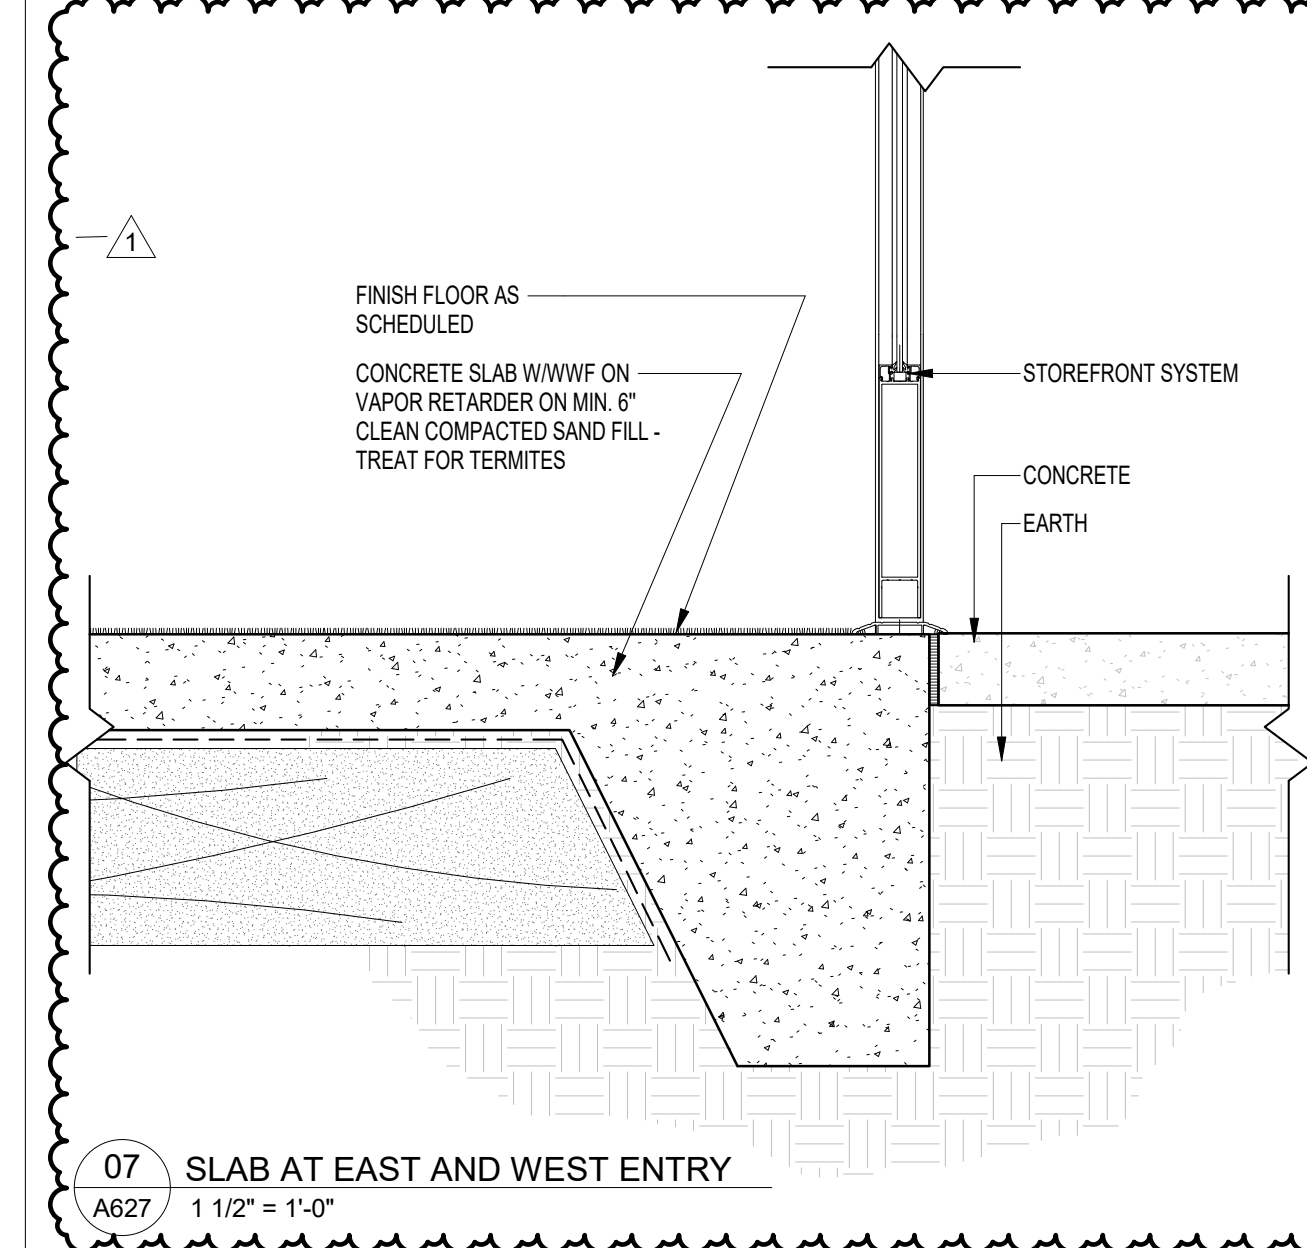 1
FINISH FLOOR AS
SCHEDULED
CONCRETE SLAB W/WWF ON
VAPOR RETARDER ON MIN. 6"
CLEAN COMPACTED SAND FILL -
TREAT FOR TERMITES
STOREFRONT SYSTEM
CONCRETE
EARTH
07
A627
SLAB AT EAST AND WEST ENTRY
1 1/2" = 1'-0"